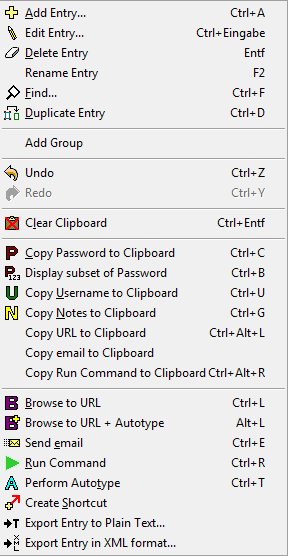 Add Entry... Ctrl+A
Edit Entry... Ctrl+Eingabe
Delete Entry Entf
Rename Entry F2
Find... Ctrl+F
Duplicate Entry Ctrl+D
Add Group
Undo Ctrl+Z
Redo Ctrl+Y
Clear Clipboard Ctrl+Entf
P Copy Password to Clipboard Ctrl+C
P123 Display subset of Password Ctrl+B
U Copy Username to Clipboard Ctrl+U
N Copy Notes to Clipboard Ctrl+G
Copy URL to Clipboard Ctrl+Alt+L
Copy email to Clipboard
Copy Run Command to Clipboard Ctrl+Alt+R
B Browse to URL Ctrl+L
B Browse to URL + Autotype Alt+L
Send email Ctrl+E
Run Command Ctrl+R
A Perform Autotype Ctrl+T
Create Shortcut
T Export Entry to Plain Text...
XML Export Entry in XML format...